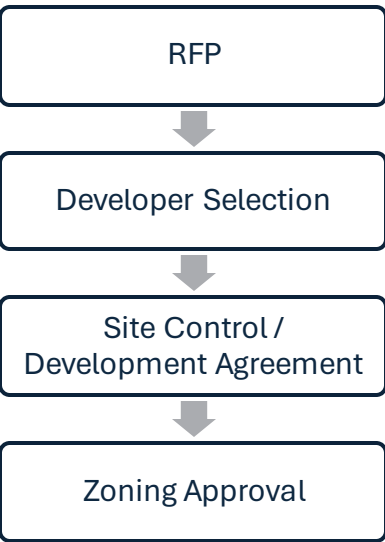 RFP
Developer Selection
Site Control /
Development Agreement
Zoning Approval